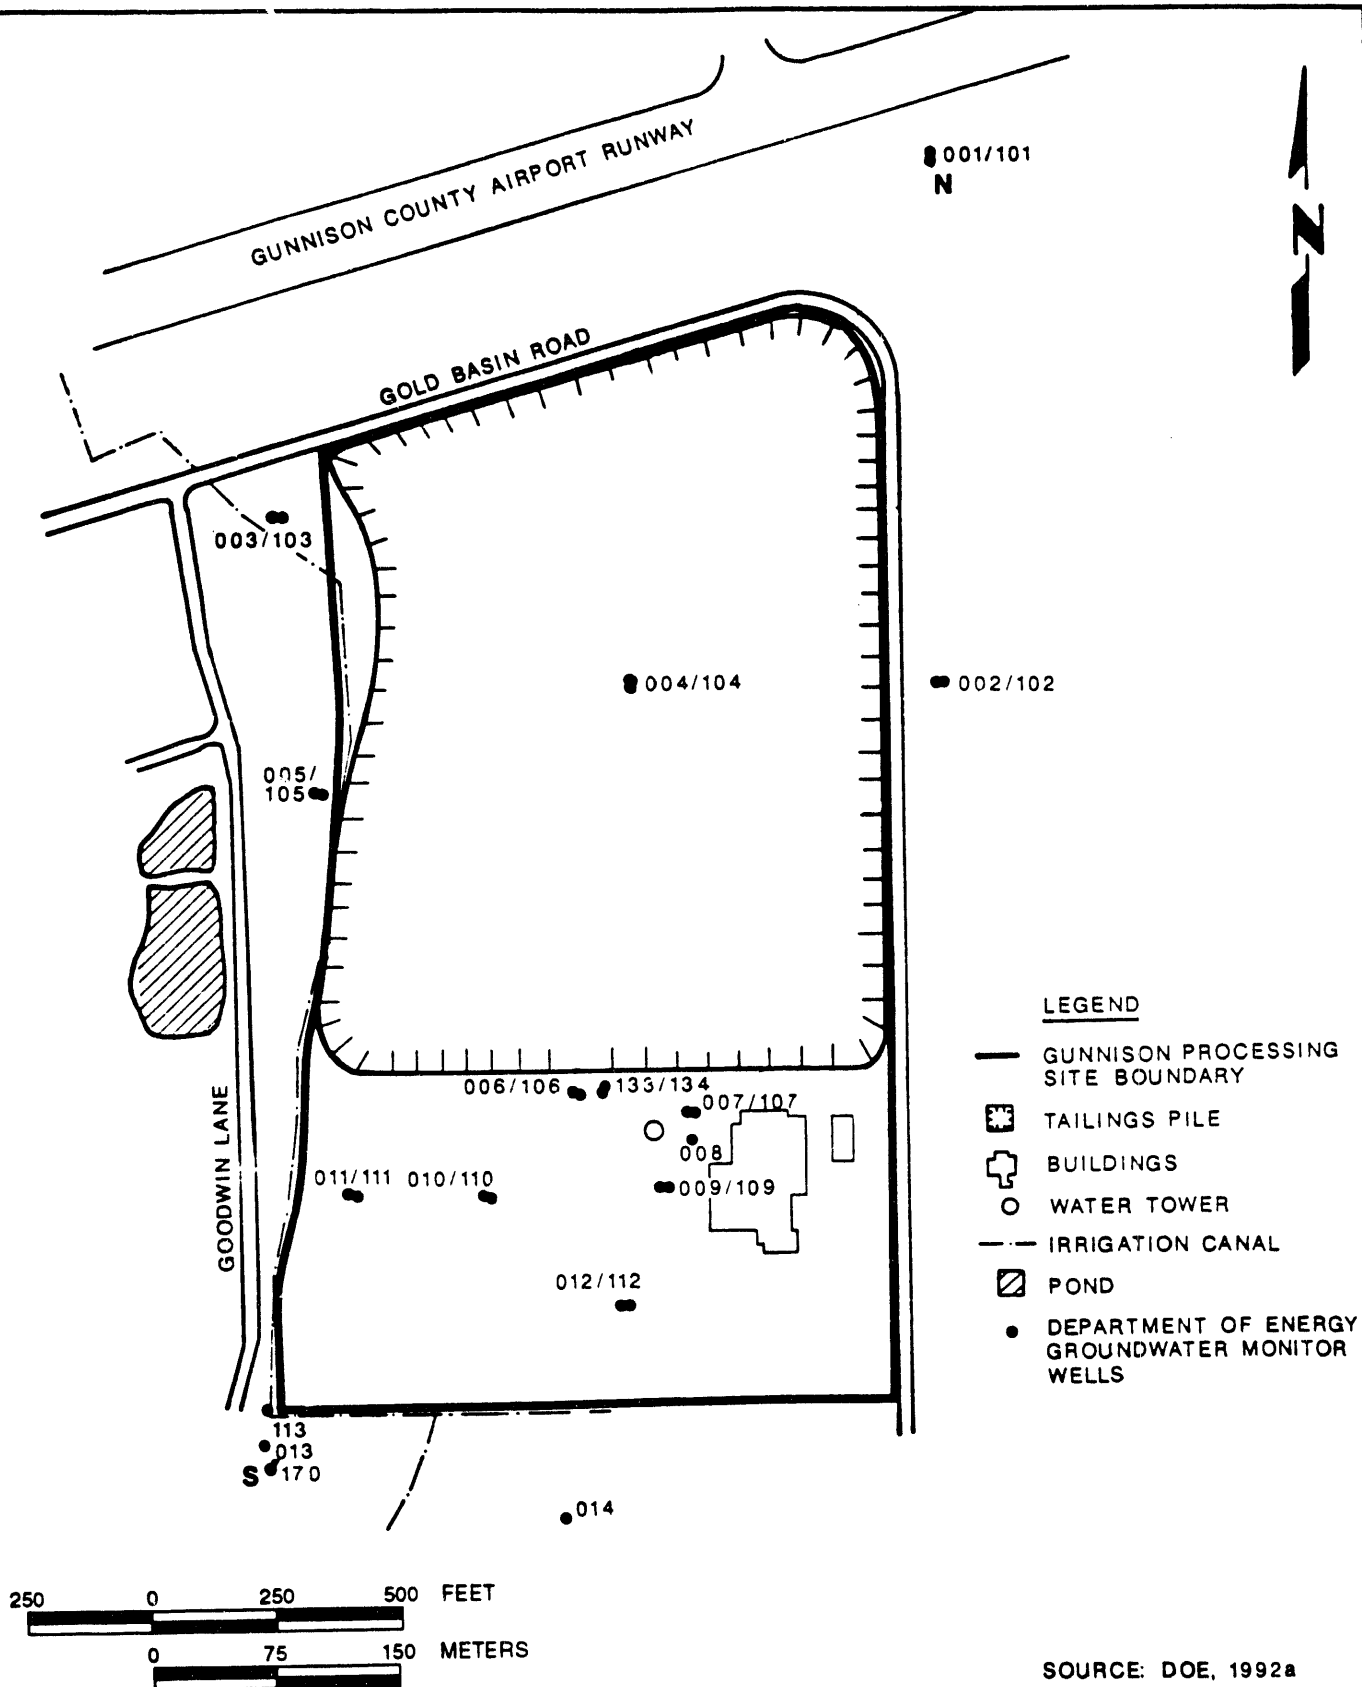 GUNNISON COUNTY AIRPORT RUNWAY
001/101
N
N
GOLD BASIN ROAD
003/103
004/104
002/102
005/
105
GOODWIN LANE
006/106
133/134
007/107
008
011/111
010/110
009/109
012/112
113
013
S
170
014
LEGEND
GUNNISON PROCESSING
SITE BOUNDARY
TAILINGS PILE
BUILDINGS
WATER TOWER
IRRIGATION CANAL
POND
DEPARTMENT OF ENERGY
GROUNDWATER MONITOR
WELLS
250 0 250 500 FEET
0 75 150 METERS
SOURCE: DOE, 1992a